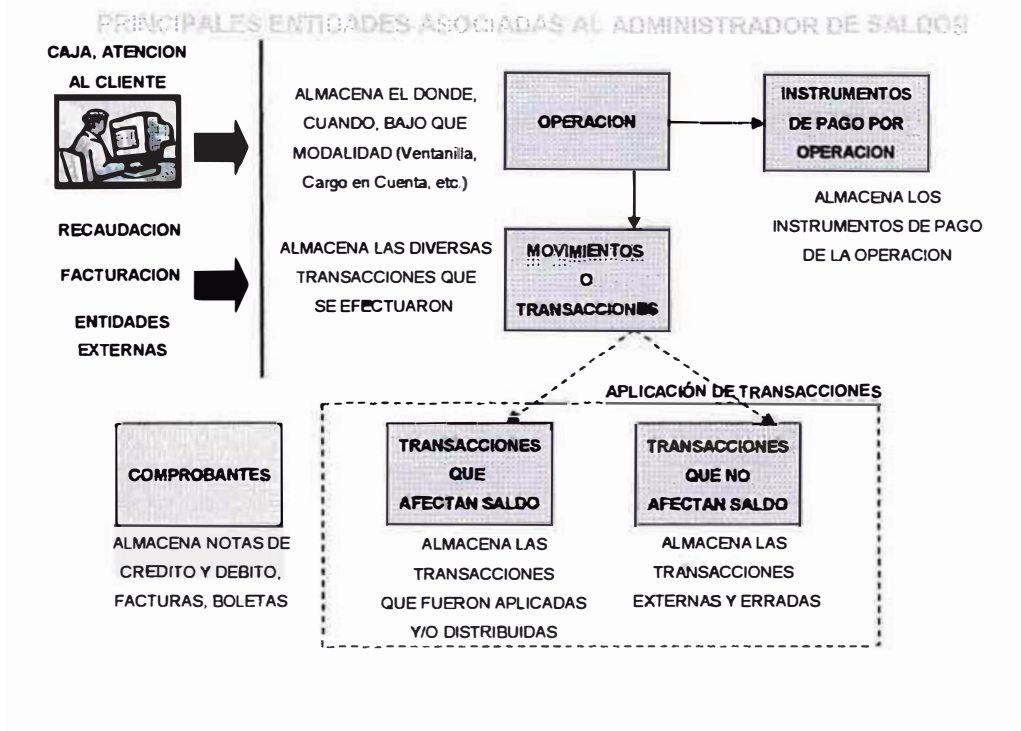 PRINCIPALES ENTIDADES ASOCIADAS AL ADMINISTRADOR DE SALDOS
CAJA, ATENCION
AL CLIENTE
RECAUDACION
FACTURACION
ENTIDADES
EXTERNAS
ALMACENA EL DONDE,
CUANDO, BAJO QUE
MODALIDAD (Ventanilla,
Cargo en Cuenta, etc.)
OPERACION
INSTRUMENTOS
DE PAGO POR
OPERACION
ALMACENA LOS
INSTRUMENTOS DE PAGO
DE LA OPERACION
ALMACENA LAS DIVERSAS
TRANSACCIONES QUE
SE EFECTUARON
MOVIMIENTOS
O
TRANSACCIONES
APLICACIÓN DE TRANSACCIONES
COMPROBANTES
ALMACENA NOTAS DE
CREDITO Y DEBITO,
FACTURAS, BOLETAS
TRANSACCIONES
QUE
AFECTAN SALDO
ALMACENA LAS
TRANSACCIONES
QUE FUERON APLICADAS
Y/O DISTRIBUIDAS
TRANSACCIONES
QUE NO
AFECTAN SALDO
ALMACENA LAS
TRANSACCIONES
EXTERNAS Y ERRADAS